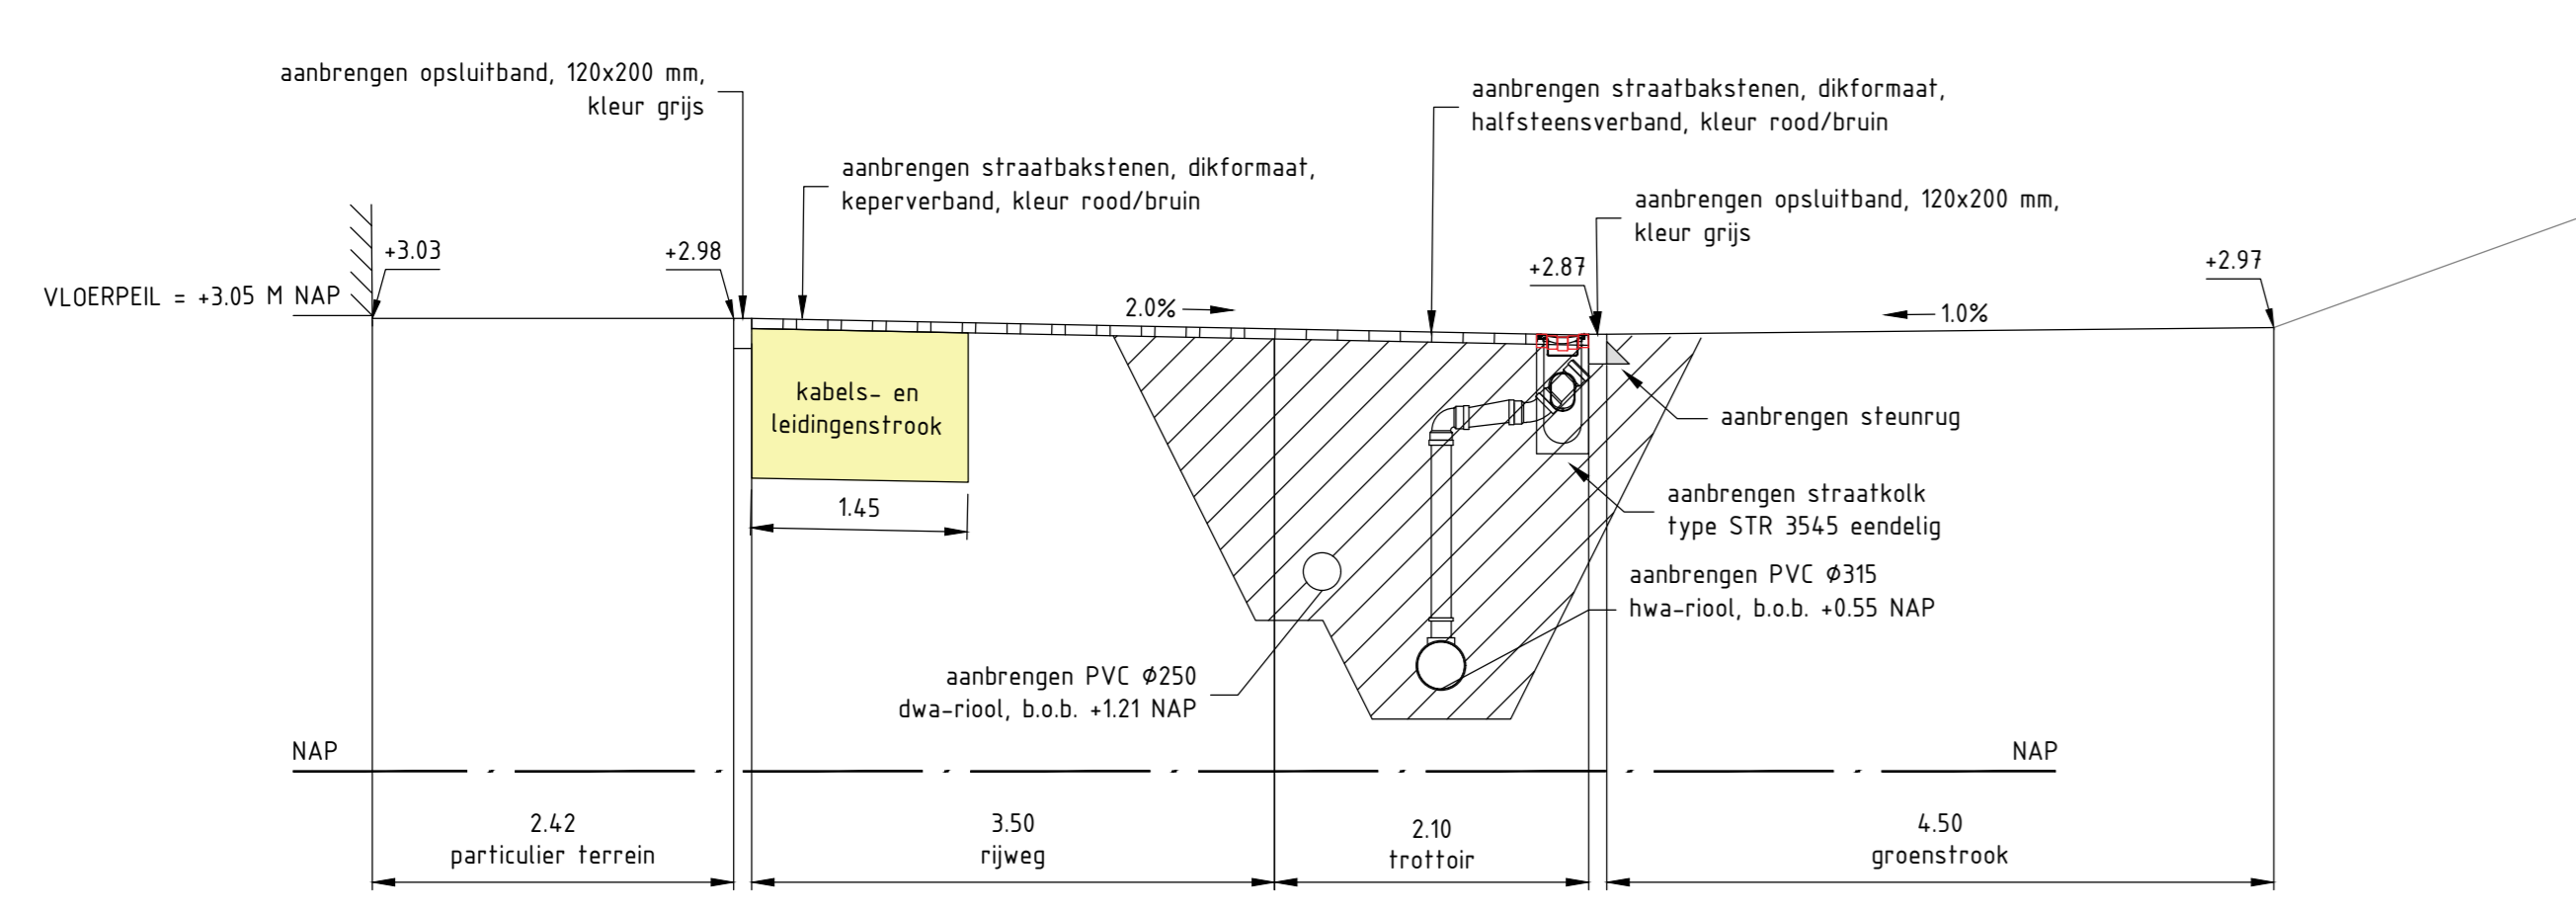 aanbrengen opsluitband, 120x200 mm,
kleur grijs
aanbrengen straatbakstenen, dikformaat,
halfsteensverband, kleur rood/bruin
aanbrengen straatbakstenen, dikformaat,
keperverband, kleur rood/bruin
aanbrengen opsluitband, 120x200 mm,
kleur grijs
+3.03
+2.98
+2.87
+2.97
VLOERPEIL = +3.05 M NAP
2.0%
1.0%
kabels- en
leidingenstrook
1.45
aanbrengen steunrug
aanbrengen straatkolk
type STR 3545 eendelig
aanbrengen PVC Ø315
hwa-riool, b.o.b. +0.55 NAP
aanbrengen PVC Ø250
dwa-riool, b.o.b. +1.21 NAP
NAP
NAP
2.42
particulier terrein
3.50
rijweg
2.10
trottoir
4.50
groenstrook